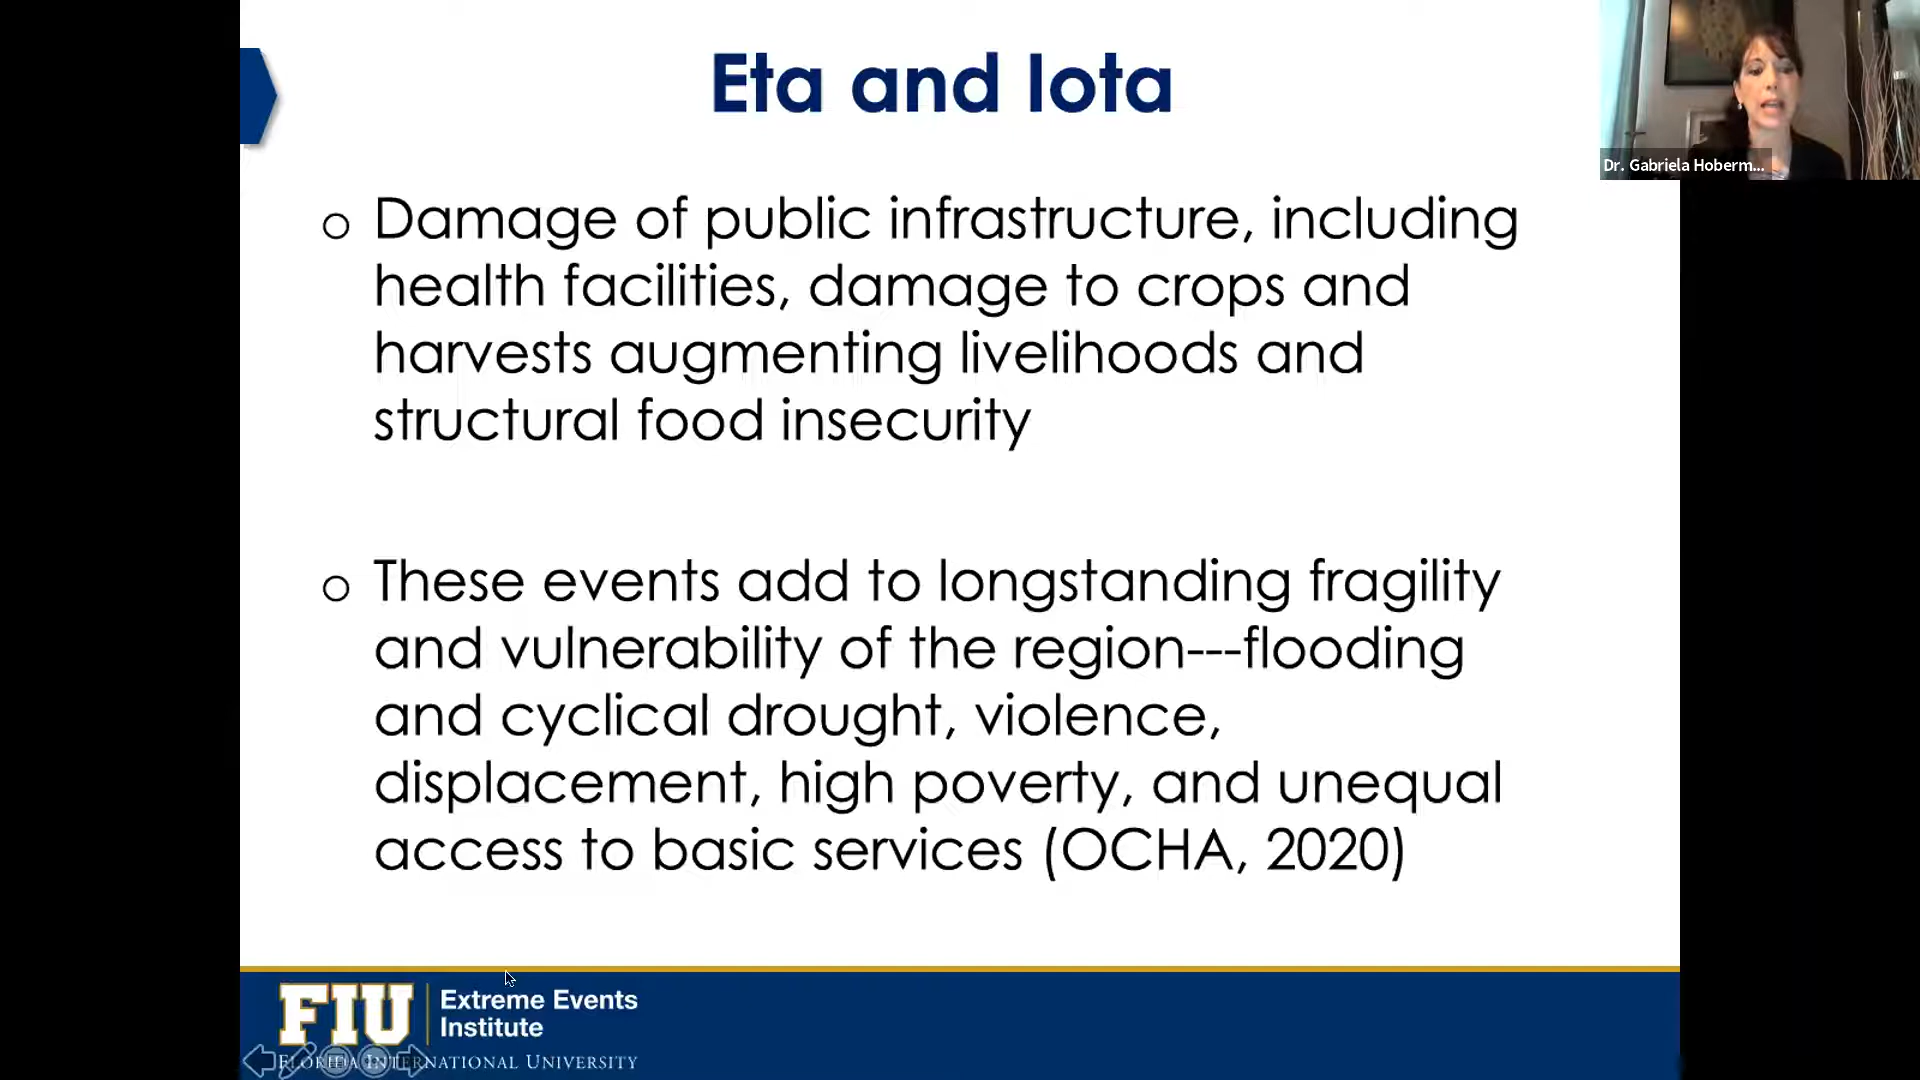 Eta and Iota
Dr. Gabriela Hoberm...
o Damage of public infrastructure, including
health facilities, damage to crops and
harvests augmenting livelihoods and
structural food insecurity
o These events add to longstanding fragility
and vulnerability of the region---flooding
and cyclical drought, violence,
displacement, high poverty, and unequal
access to basic services (OCHA, 2020)
FIU
Extreme Events
Institute
FLORIDA INTERNATIONAL UNIVERSITY